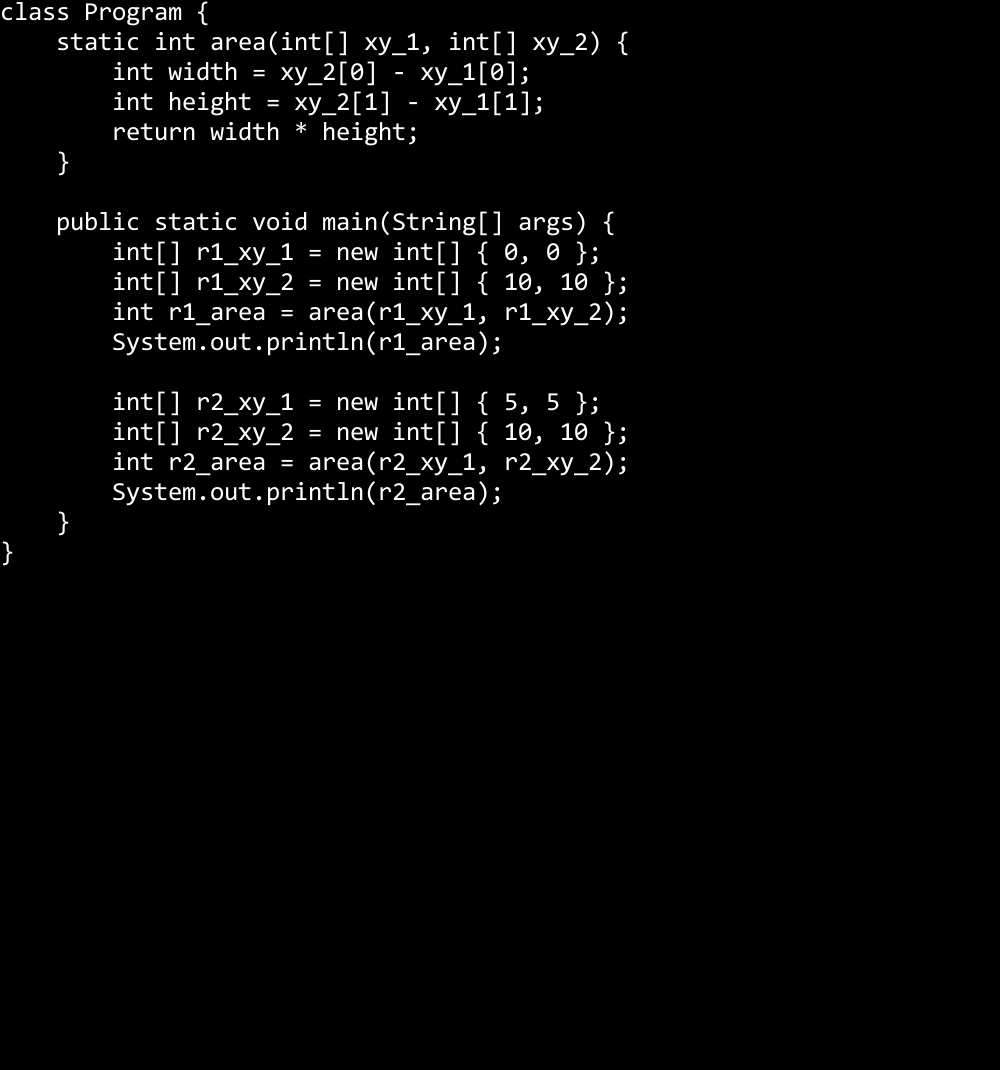 class Program {
    static int area(int[] xy_1, int[] xy_2) {
        int width = xy_2[0] - xy_1[0];
        int height = xy_2[1] - xy_1[1];
        return width * height;
    }

    public static void main(String[] args) {
        int[] r1_xy_1 = new int[] { 0, 0 };
        int[] r1_xy_2 = new int[] { 10, 10 };
        int r1_area = area(r1_xy_1, r1_xy_2);
        System.out.println(r1_area);

        int[] r2_xy_1 = new int[] { 5, 5 };
        int[] r2_xy_2 = new int[] { 10, 10 };
        int r2_area = area(r2_xy_1, r2_xy_2);
        System.out.println(r2_area);
    }
}